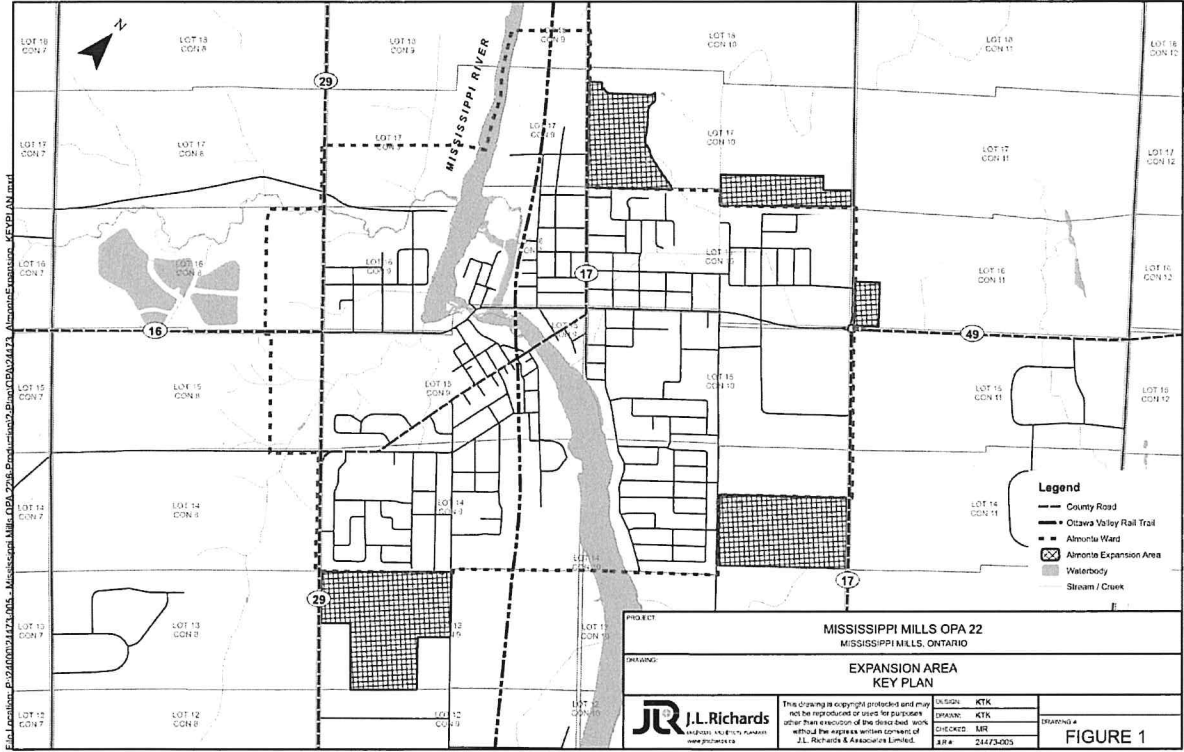 N
LOT 18
CON 7
LOT 18
CON 8
LOT 18
CON 9
CON 9
LOT 18
CON 10
LOT 18
CON 11
LOT 18
CON 12
29
MISSISSIPPI RIVER
LOT 17
CON 7
LOT 17
CON 8
LOT 17
LOT 17
CON 9
LOT 17
CON 10
LOT 17
CON 11
LOT 17
CON 12
LOT 16
CON 7
LOT 16
CON 8
LOT 16
CON 9
17
LOT 16
CON 11
LOT 16
CON 12
16
49
LOT 15
CON 7
LOT 15
CON 8
LOT 15
CON 9
LOT 15
CON 10
LOT 15
CON 11
LOT 15
CON 12
LOT 14
CON 7
LOT 14
CON 8
LOT 14
CON 9
LOT 14
CON 10
LOT 14
CON 11
Legend
County Road
Ottawa Valley Rail Trail
Almonte Ward
Almonte Expansion Area
Waterbody
Stream / Creek
29
17
LOT 13
CON 7
LOT 13
CON 8
LOT 12
CON 7
LOT 12
CON 8
LOT 12
CON 9
PROJECT:
MISSISSIPPI MILLS OPA 22
MISSISSIPPI MILLS, ONTARIO
DRAWING:
EXPANSION AREA
KEY PLAN
JR J.L.Richards
ENGINEERS · ARCHITECTS · PLANNERS
www.jlrichards.ca
This drawing is copyright protected and may
not be reproduced or used for purposes
other than execution of the described work
without the express written consent of
J.L. Richards & Associates Limited.
DESIGN: KTK
DRAWN: KTK
CHECKED: MR
JLR #: 24473-005
DRAWING #:
FIGURE 1